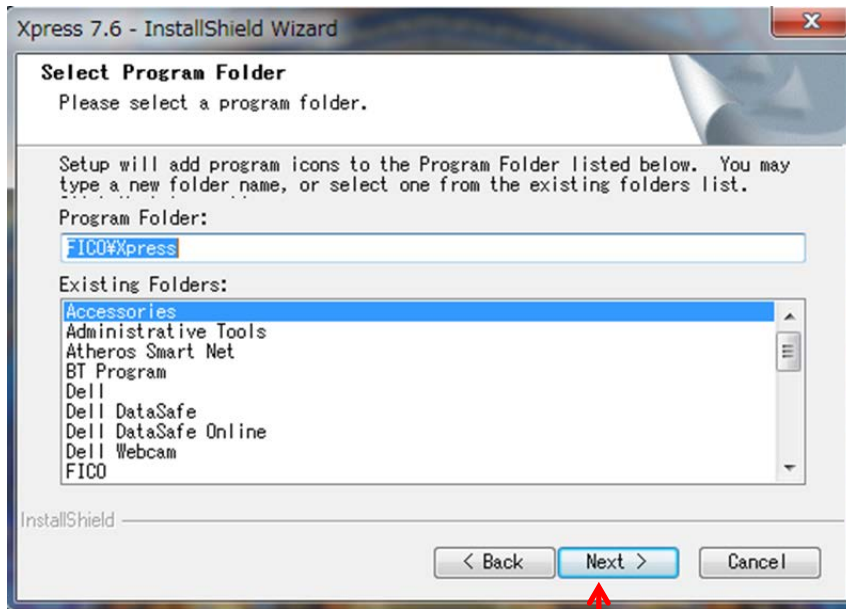 Xpress 7.6 - InstallShield Wizard
Select Program Folder
Please select a program folder.
Setup will add program icons to the Program Folder listed below. You may
type a new folder name, or select one from the existing folders list.
Program Folder:
FICO¥Xpress
Existing Folders:
Accessories
Administrative Tools
Atheros Smart Net
BT Program
Dell
Dell DataSafe
Dell DataSafe Online
Dell Webcam
FICO
InstallShield
< Back
Next >
Cancel